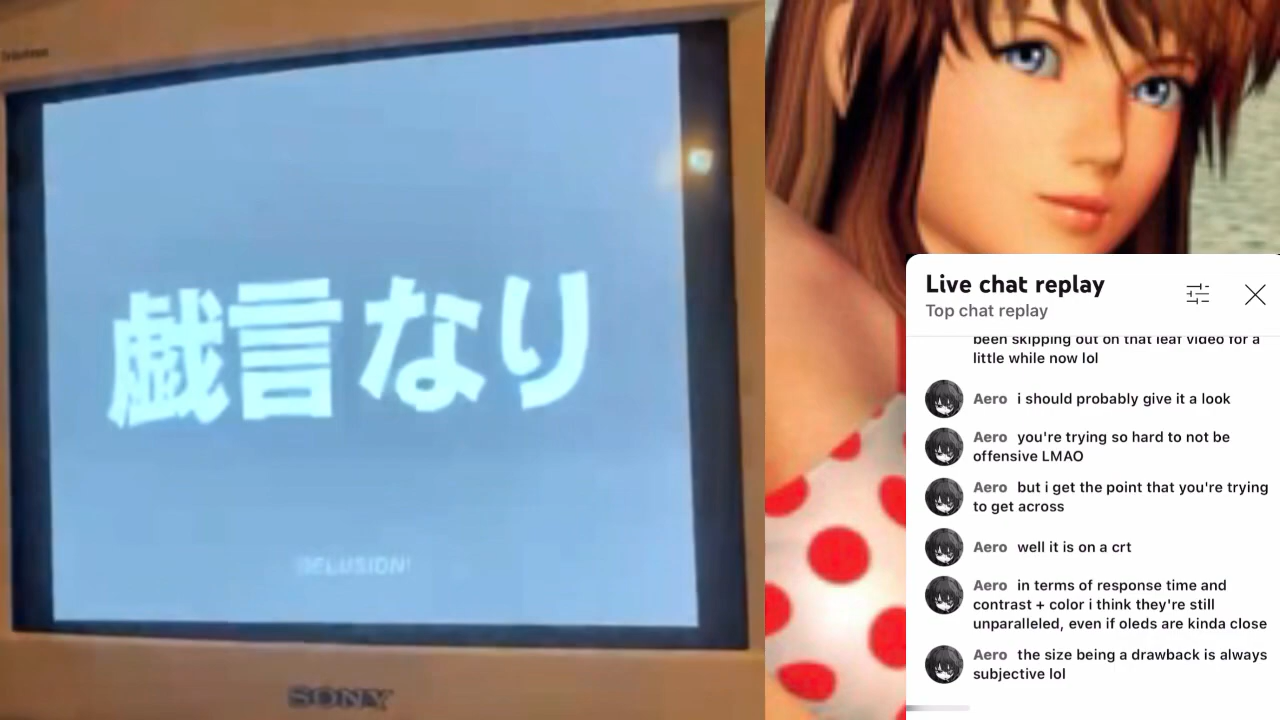 戯言なり
DELUSION!
SONY
Live chat replay
Top chat replay
been skipping out on that leaf video for a
little while now lol
Aero i should probably give it a look
Aero you're trying so hard to not be
offensive LMAO
Aero but i get the point that you're trying
to get across
Aero well it is on a crt
Aero in terms of response time and
contrast + color i think they're still
unparalleled, even if oleds are kinda close
Aero the size being a drawback is always
subjective lol